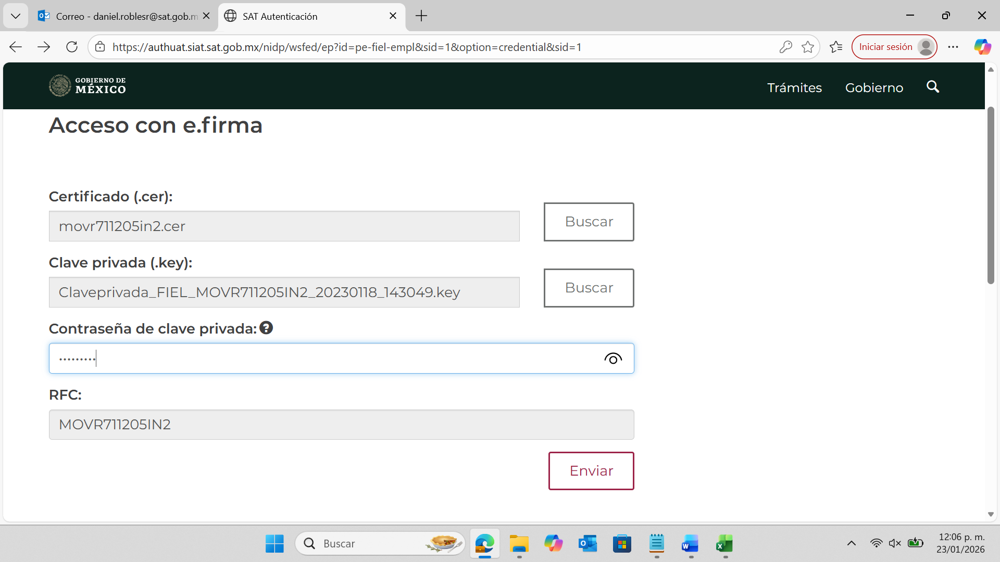 Correo - daniel.roblesr@sat.gob.m
SAT Autenticación
https://authuat.siat.sat.gob.mx/nidp/wsfed/ep?id=pe-fiel-empl&sid=1&option=credential&sid=1
Iniciar sesión
GOBIERNO DE
MÉXICO
Trámites
Gobierno
Acceso con e.firma
Certificado (.cer):
movr711205in2.cer
Buscar
Clave privada (.key):
Claveprivada_FIEL_MOVR711205IN2_20230118_143049.key
Buscar
Contraseña de clave privada:
•••••••••
RFC:
MOVR711205IN2
Enviar
Buscar
12:06 p. m.
23/01/2026